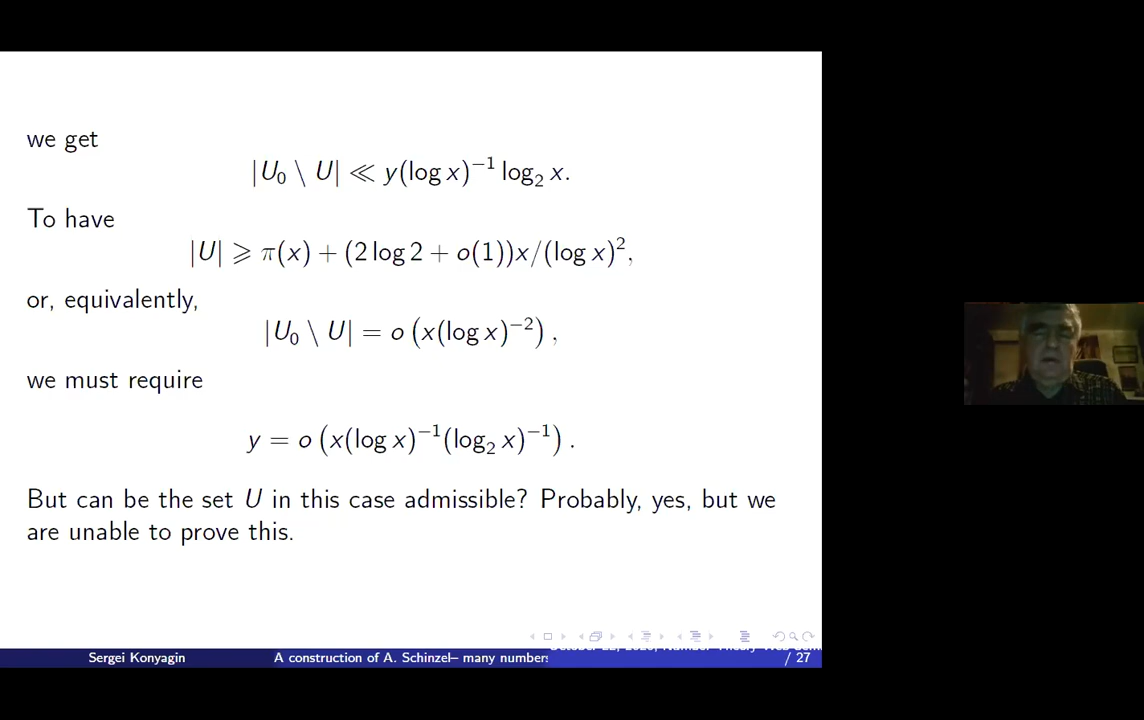 we get
|U₀ \ U| ≪ y(log x)⁻¹ log₂ x.
To have
|U| ⩾ π(x) + (2 log 2 + o(1))x/(log x)²,
or, equivalently,
|U₀ \ U| = o (x(log x)⁻²) ,
we must require
y = o (x(log x)⁻¹(log₂ x)⁻¹) .
But can be the set U in this case admissible? Probably, yes, but we
are unable to prove this.
Sergei Konyagin A construction of A. Schinzel– many numbers / 27